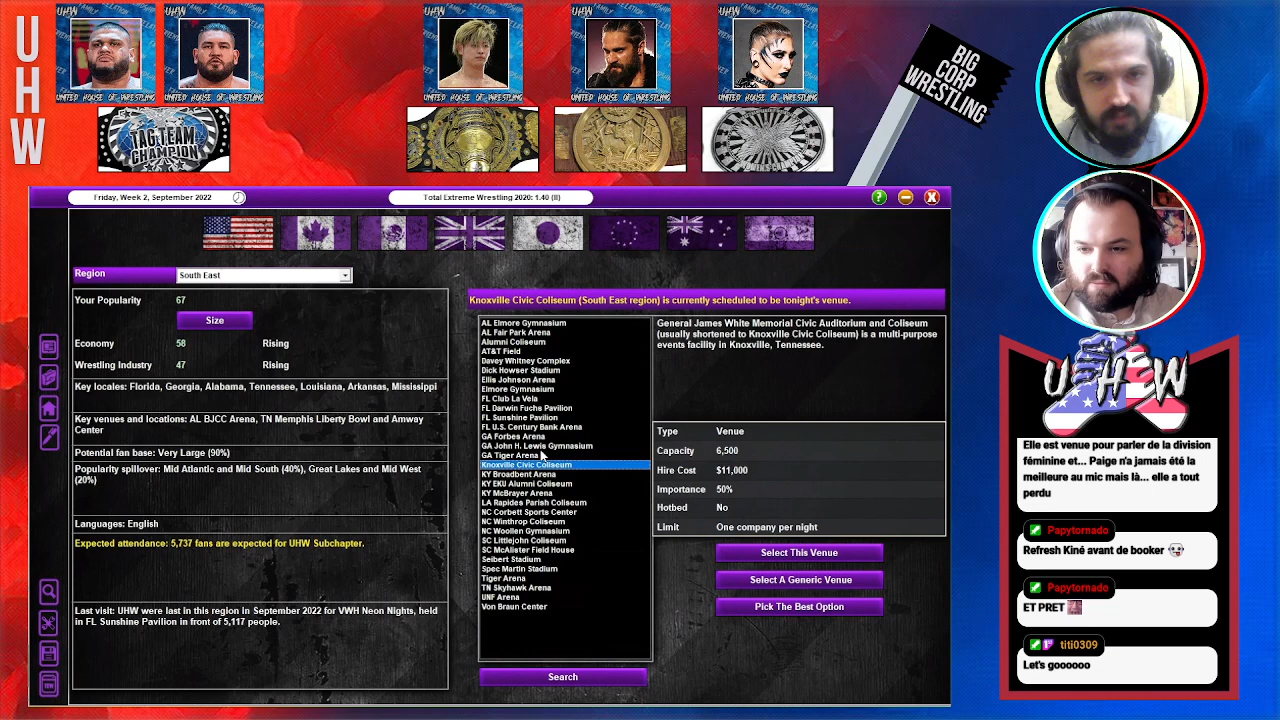 UHW
UNITED HOUSE OF WRESTLING
UNITED HOUSE OF WRESTLING
UNITED HOUSE OF WRESTLING
UNITED HOUSE OF WRESTLING
UNITED HOUSE OF WRESTLING
TAG TEAM
CHAMPION
BIG
CORP
WRESTLING
Friday, Week 2, September 2022
Total Extreme Wrestling 2020: 1.40 (II)
Region
South East
Your Popularity 67
Size
Economy 58 Rising
Wrestling Industry 47 Rising
Key locales: Florida, Georgia, Alabama, Tennessee, Louisiana, Arkansas, Mississippi
Key venues and locations: AL BJCC Arena, TN Memphis Liberty Bowl and Amway
Center
Potential fan base: Very Large (90%)
Popularity spillover: Mid Atlantic and Mid South (40%), Great Lakes and Mid West
(20%)
Languages: English
Expected attendance: 5,737 fans are expected for UHW Subchapter.
Last visit: UHW were last in this region in September 2022 for VWH Neon Nights, held
in FL Sunshine Pavilion in front of 5,117 people.
Knoxville Civic Coliseum (South East region) is currently scheduled to be tonight's venue.
AL Elmore Gymnasium
AL Fair Park Arena
Alumni Coliseum
AT&T Field
Davey Whitney Complex
Dick Howser Stadium
Ellis Johnson Arena
Elmore Gymnasium
FL Club La Vela
FL Darwin Fuchs Pavilion
FL Sunshine Pavilion
FL U.S. Century Bank Arena
GA Forbes Arena
GA John H. Lewis Gymnasium
GA Tiger Arena
Knoxville Civic Coliseum
KY Broadbent Arena
KY EKU Alumni Coliseum
KY McBrayer Arena
LA Rapides Parish Coliseum
NC Corbett Sports Center
NC Winthrop Coliseum
NC Woollen Gymnasium
SC Littlejohn Coliseum
SC McAlister Field House
Seibert Stadium
Spec Martin Stadium
Tiger Arena
TN Skyhawk Arena
UNF Arena
Von Braun Center
Search
General James White Memorial Civic Auditorium and Coliseum
(usually shortened to Knoxville Civic Coliseum) is a multi-purpose
events facility in Knoxville, Tennessee.
Type Venue
Capacity 6,500
Hire Cost $11,000
Importance 50%
Hotbed No
Limit One company per night
Select This Venue
Select A Generic Venue
Pick The Best Option
USHEW
Elle est venue pour parler de la division
féminine et... Paige n'a jamais été la
meilleure au mic mais là... elle a tout
perdu
Papytornado
Refresh Kiné avant de booker
Papytornado
ET PRET
titi0309
Let's goooooo